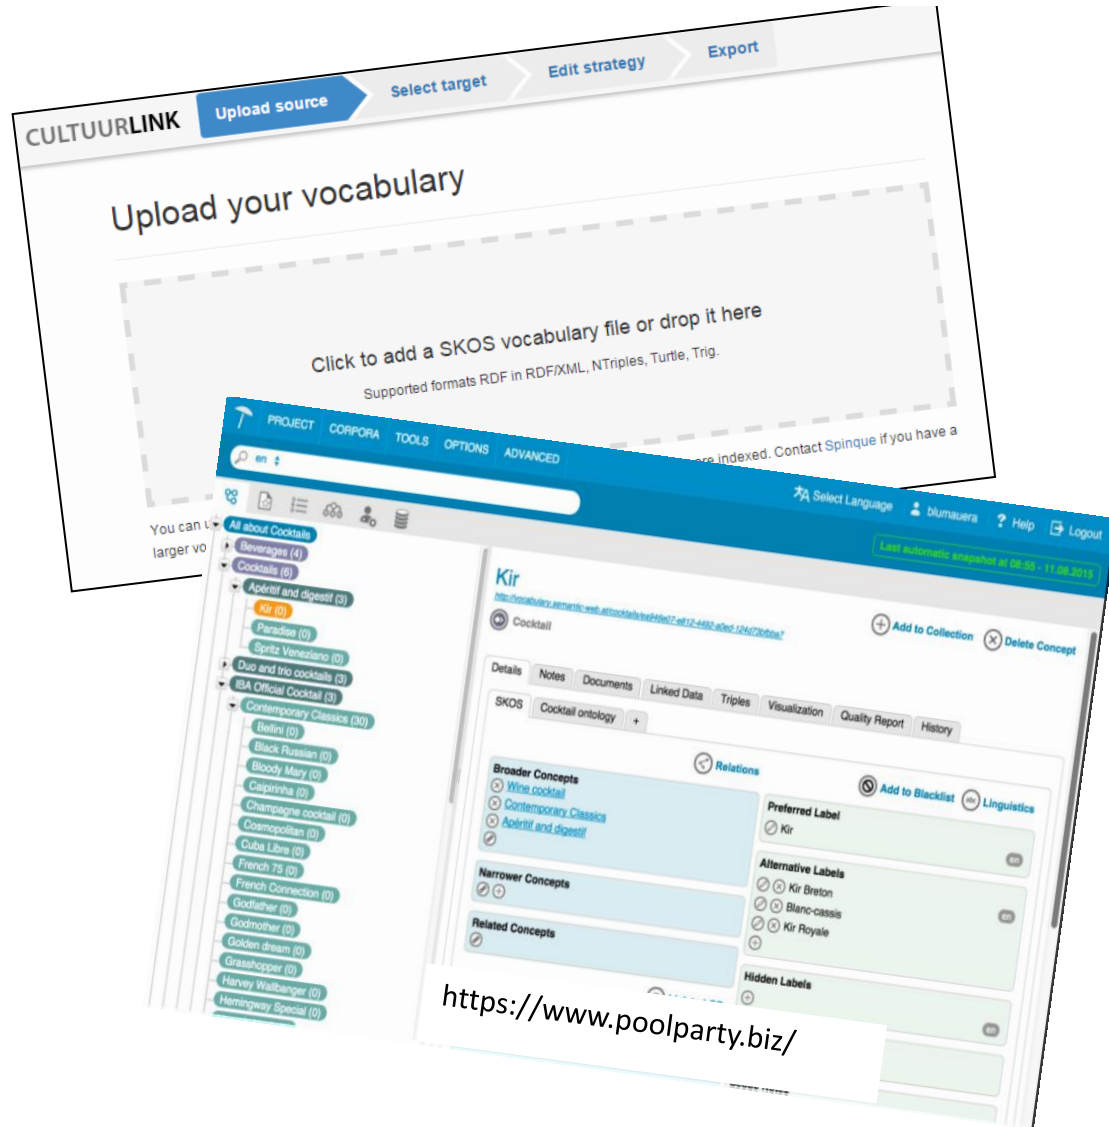 CULTUURLINK
Upload source
Select target
Edit strategy
Export
Upload your vocabulary
Click to add a SKOS vocabulary file or drop it here
Supported formats RDF in RDF/XML, NTriples, Turtle, Trig.
indexed. Contact Spinque if you have a
You can
larger vo
PROJECT
CORPORA
TOOLS
OPTIONS
ADVANCED
en
Select Language
blumauera
Help
Logout
Last automatic snapshot at 08:55 - 11.08.2015
All about Cocktails
Beverages (4)
Cocktails (6)
Apéritif and digestif (3)
Kir (0)
Paradise (0)
Spritz Veneziano (0)
Duo and trio cocktails (3)
IBA Official Cocktail (3)
Contemporary Classics (30)
Bellini (0)
Black Russian (0)
Bloody Mary (0)
Caipirinha (0)
Champagne cocktail (0)
Cosmopolitan (0)
Cuba Libre (0)
French 75 (0)
French Connection (0)
Godfather (0)
Godmother (0)
Golden dream (0)
Grasshopper (0)
Harvey Wallbanger (0)
Hemingway Special (0)
Kir
Cocktail
Add to Collection
Delete Concept
Details
Notes
Documents
Linked Data
Triples
Visualization
Quality Report
History
SKOS
Cocktail ontology
+
Relations
Add to Blacklist
Linguistics
Broader Concepts
Wine cocktail
Contemporary Classics
Apéritif and digestif
Narrower Concepts
Related Concepts
Preferred Label
Kir
en
Alternative Labels
Kir Breton
Blanc-cassis
Kir Royale
en
Hidden Labels
en
https://www.poolparty.biz/